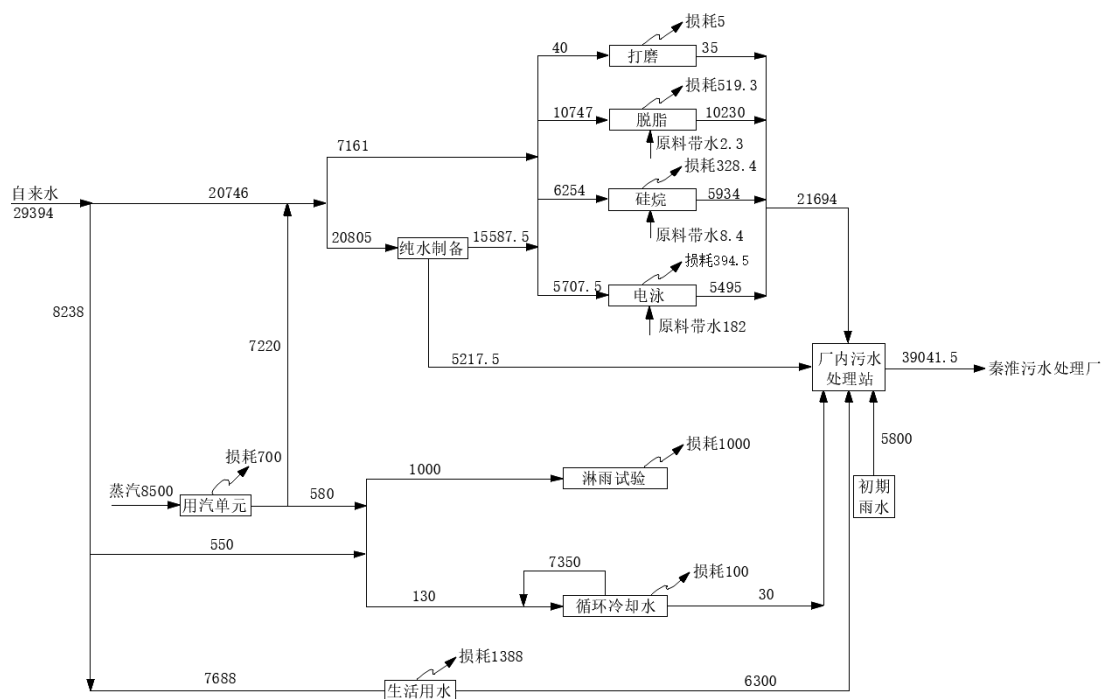 损耗5
40
打磨
35
损耗519.3
10747
脱脂
10230
原料带水2.3
7161
损耗328.4
自来水
29394
20746
6254
硅烷
5934
21694
原料带水8.4
20805
纯水制备
15587.5
损耗394.5
5707.5
电泳
5495
原料带水182
8238
7220
5217.5
厂内污水
处理站
39041.5
秦淮污水处理厂
5800
损耗700
损耗1000
1000
淋雨试验
蒸汽8500
用汽单元
580
初期
雨水
550
7350
损耗100
130
循环冷却水
30
损耗1388
7688
生活用水
6300